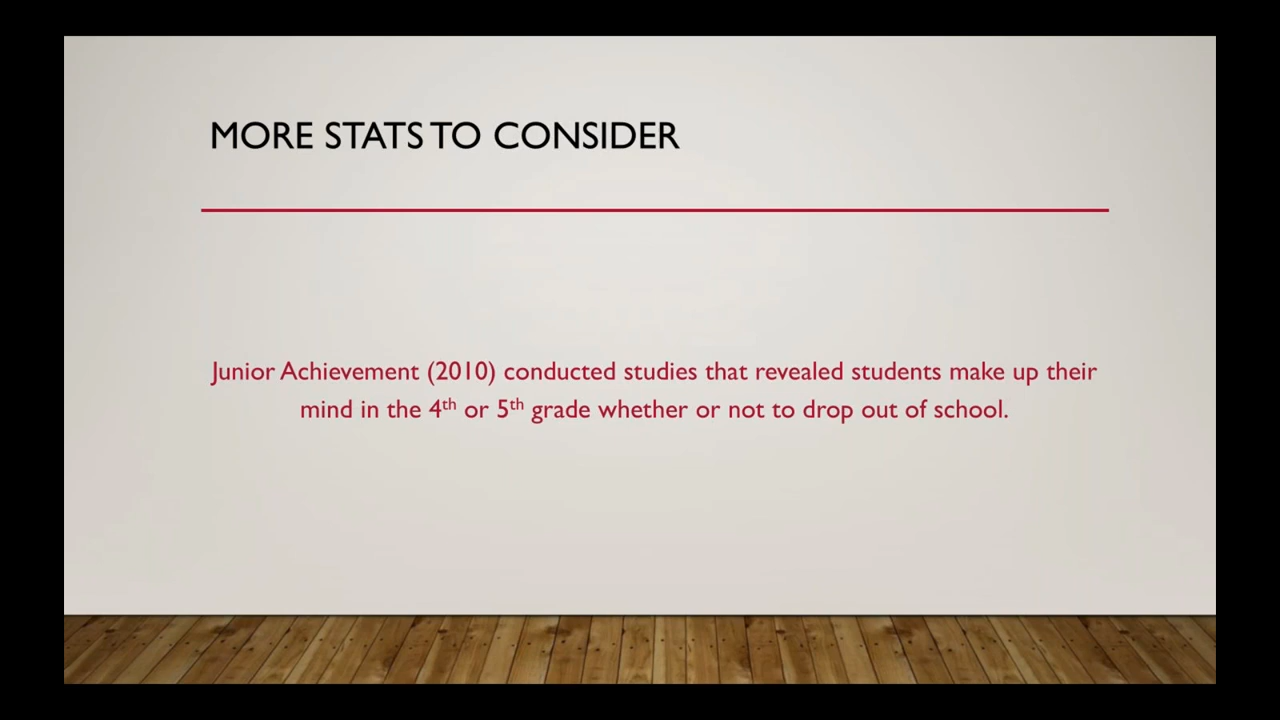 MORE STATS TO CONSIDER
Junior Achievement (2010) conducted studies that revealed students make up their
mind in the 4th or 5th grade whether or not to drop out of school.